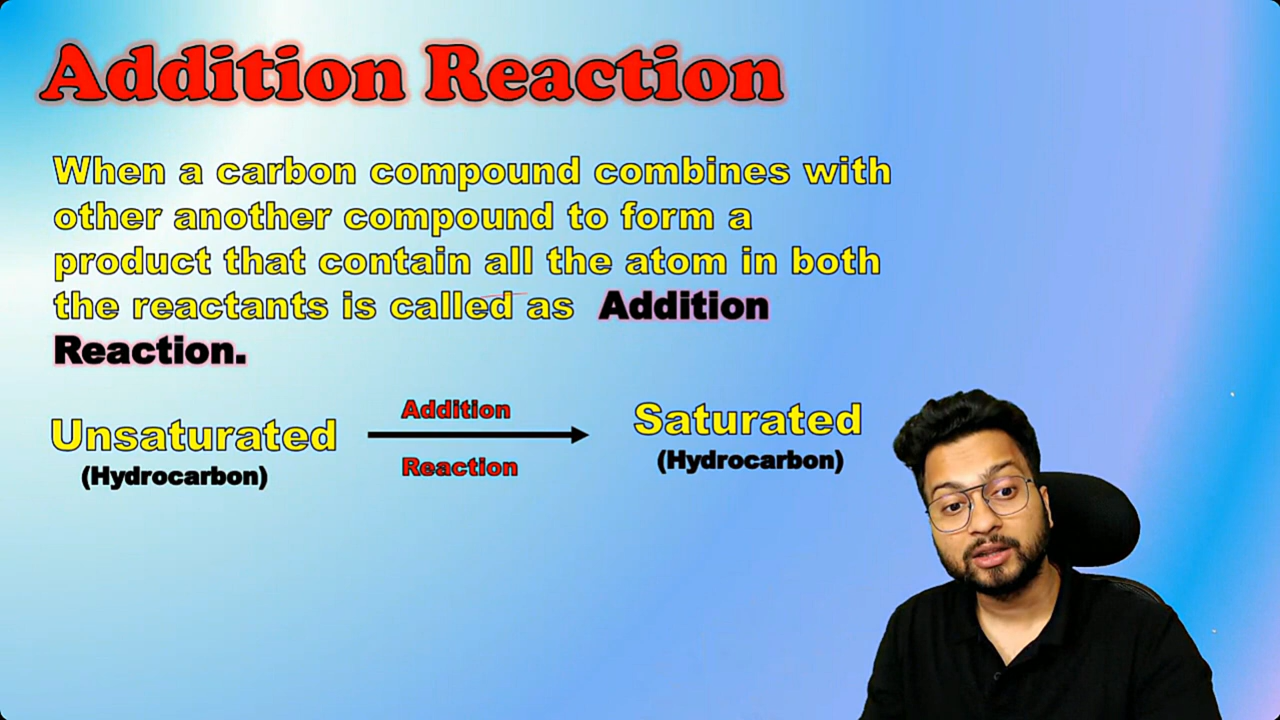 Addition Reaction
When a carbon compound combines with
other another compound to form a
product that contain all the atom in both
the reactants is called as Addition
Reaction.
Unsaturated
(Hydrocarbon)
Addition
Reaction
Saturated
(Hydrocarbon)